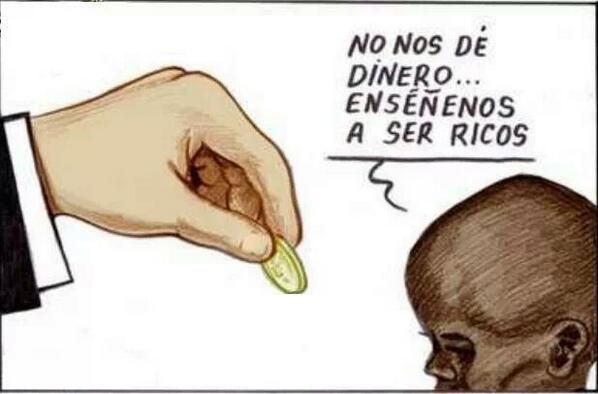 NO NOS DÉ
DINERO...
ENSÉÑENOS
A SER RICOS